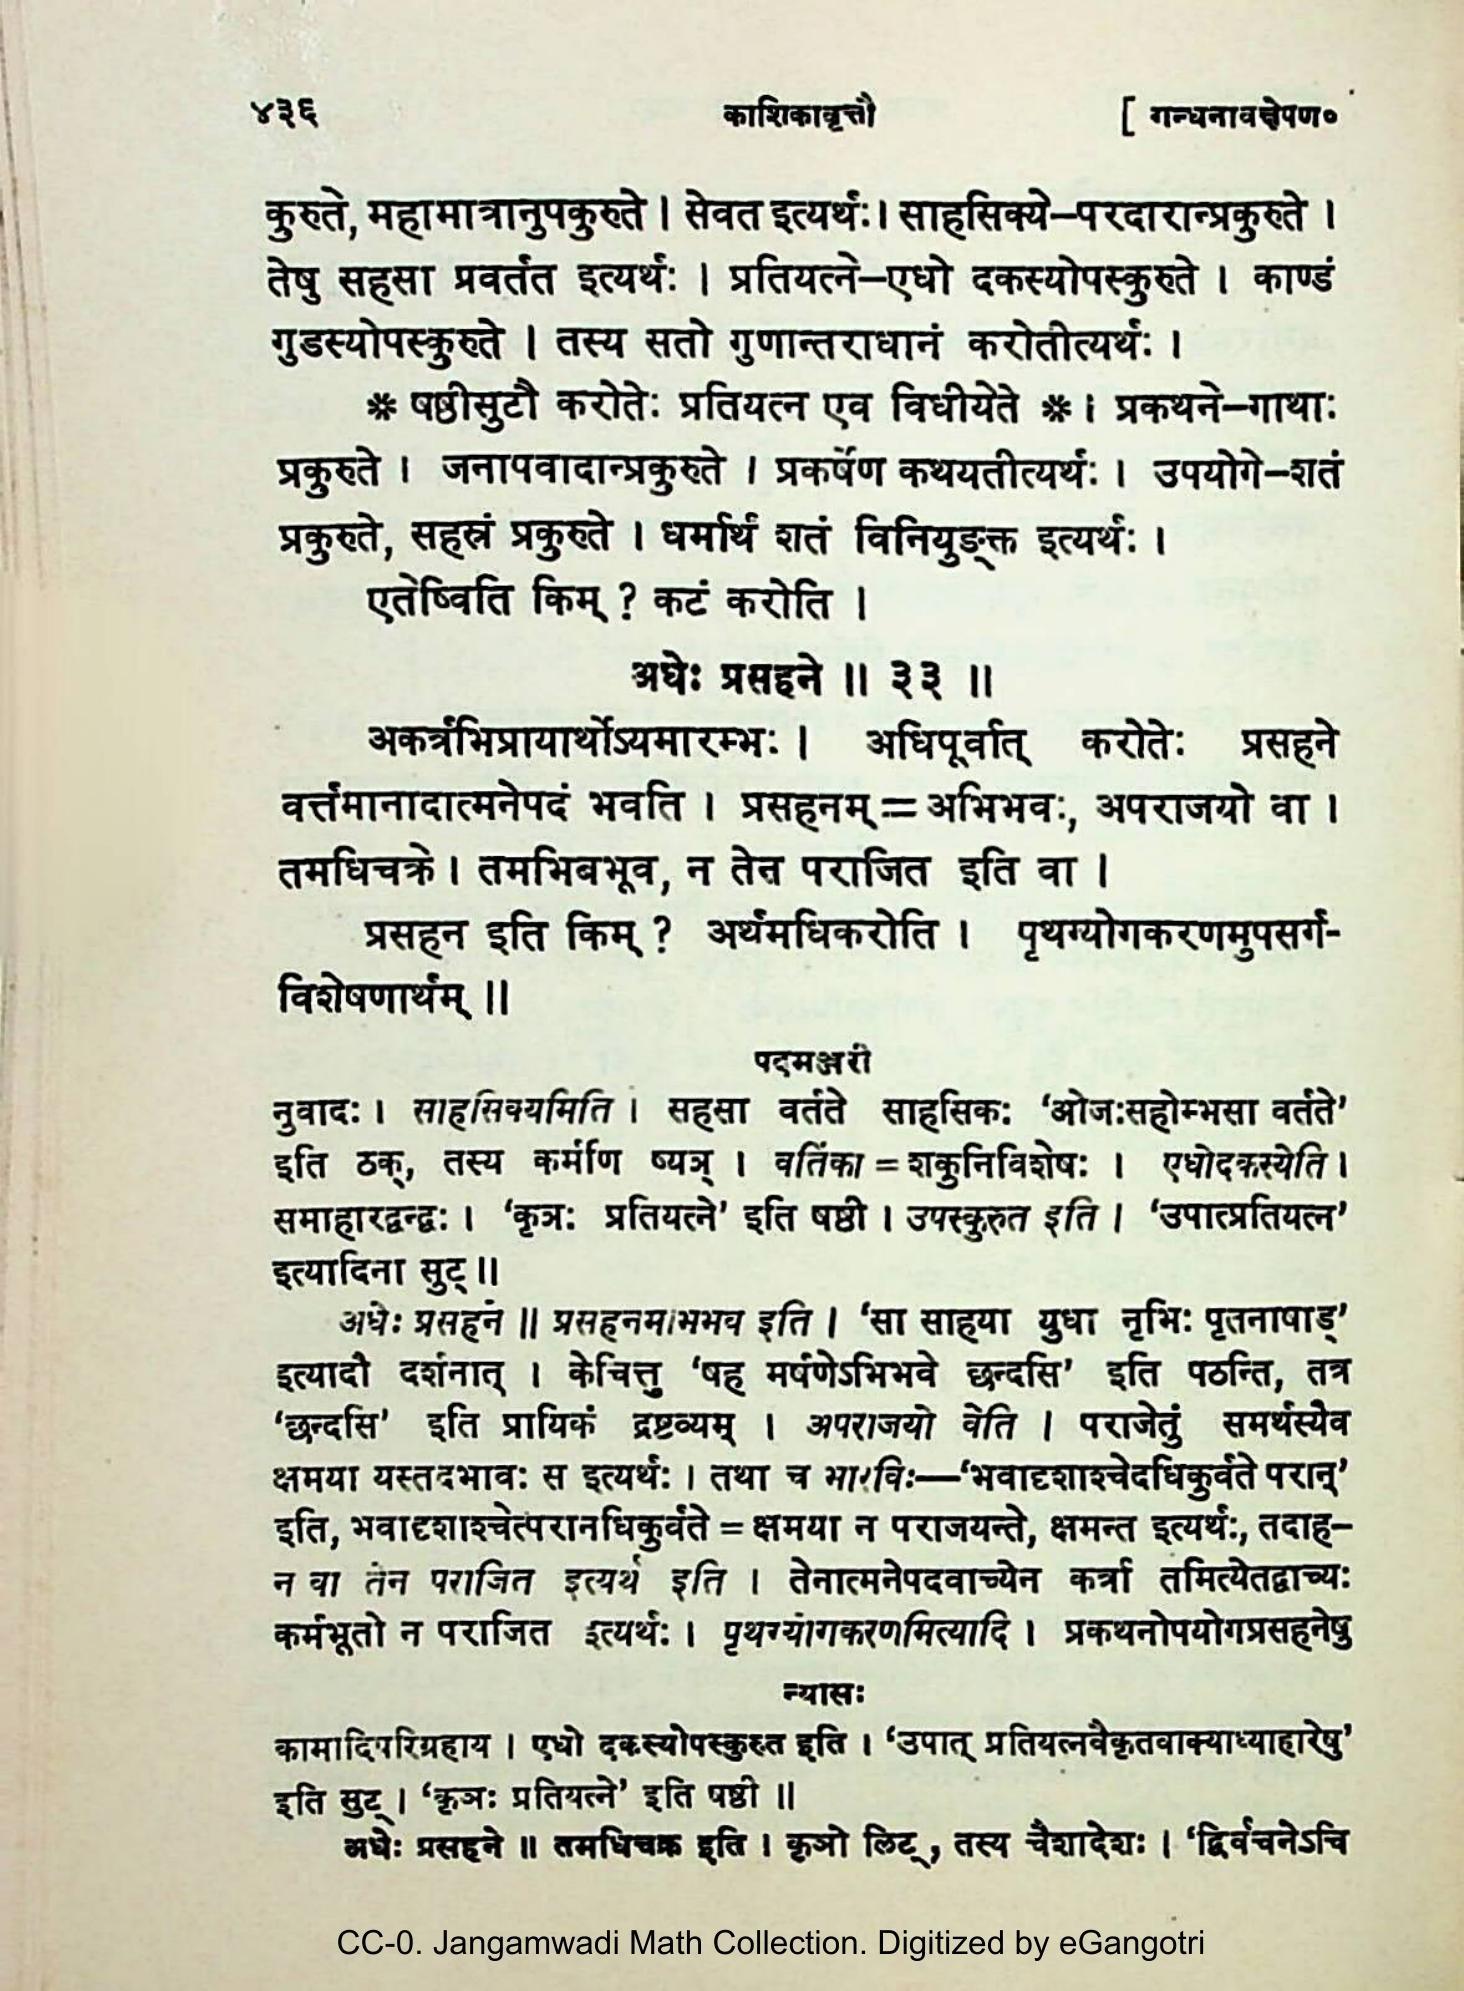 ४३६ काशिकावृत्तौ [ गन्धनावक्षेपण०
कुरुते, महामात्रानुपकुरुते । सेवत इत्यर्थः। साहसिक्ये—परदारान्प्रकुरुते ।
तेषु सहसा प्रवर्तत इत्यर्थः । प्रतियत्ने—एधो दकस्योपस्कुरुते । काण्डं
गुडस्योपस्कुरुते । तस्य सतो गुणान्तराधानं करोतीत्यर्थः ।
❋ षष्ठीसुटौ करोतेः प्रतियत्न एव विधीयेते ❋ । प्रकथने—गाथाः
प्रकुरुते । जनापवादान्प्रकुरुते । प्रकर्षेण कथयतीत्यर्थः । उपयोगे—शतं
प्रकुरुते, सहस्रं प्रकुरुते । धर्मार्थं शतं विनियुङ्क्त इत्यर्थः ।
एतेष्विति किम् ? कटं करोति ।
अधेः प्रसहने ॥ ३३ ॥
अकर्त्रभिप्रायार्थोऽयमारम्भः । अधिपूर्वात् करोतेः प्रसहने
वर्त्तमानादात्मनेपदं भवति । प्रसहनम् = अभिभवः, अपराजयो वा ।
तमधिचक्रे । तमभिबभूव, न तेन पराजित इति वा ।
प्रसहन इति किम् ? अर्थमधिकरोति । पृथग्योगकरणमुपसर्ग-
विशेषणार्थम् ॥
पदमञ्जरी
नुवादः । साहसिक्यमिति । सहसा वर्तते साहसिकः ‘ओजःसहोम्भसा वर्तते’
इति ठक्, तस्य कर्मणि ष्यञ् । वर्तिका = शकुनिविशेषः । एधोदकस्येति ।
समाहारद्वन्द्वः । ‘कृञः प्रतियत्ने’ इति षष्ठी । उपस्कुरुत इति । ‘उपात्प्रतियत्न’
इत्यादिना सुट् ॥
अधेः प्रसहने ॥ प्रसहनमभिभव इति । ‘सा साहया युधा नृभिः पृतनाषाड्’
इत्यादौ दर्शनात् । केचित्तु ‘षह मर्षणेऽभिभवे छन्दसि’ इति पठन्ति, तत्र
‘छन्दसि’ इति प्रायिकं द्रष्टव्यम् । अपराजयो वेति । पराजेतुं समर्थस्यैव
क्षमया यस्तदभावः स इत्यर्थः । तथा च भारविः—‘भवादृशाश्चेदधिकुर्वते परान्’
इति, भवादृशाश्चेत्परानधिकुर्वते = क्षमया न पराजयन्ते, क्षमन्त इत्यर्थः, तदाह—
न वा तेन पराजित इत्यर्थ इति । तेनात्मनेपदवाच्येन कर्त्रा तमित्येतद्वाच्यः
कर्मभूतो न पराजित इत्यर्थः । पृथग्योगकरणमित्यादि । प्रकथनोपयोगप्रसहनेषु
न्यासः
कामादिपरिग्रहाय । एधो दकस्योपस्कुरुत इति । ‘उपात् प्रतियत्नवैकृतवाक्याध्याहारेषु’
इति सुट् । ‘कृञः प्रतियत्ने’ इति षष्ठी ॥
अधेः प्रसहने ॥ तमधिचक्र इति । कृञो लिट्, तस्य चैशादेशः । ‘द्विर्वचनेऽचि
CC-0. Jangamwadi Math Collection. Digitized by eGangotri